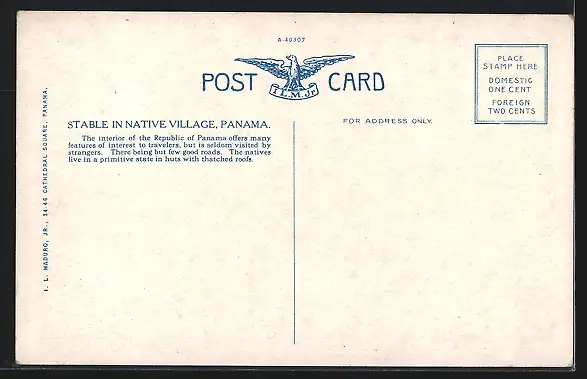 A-40307
POST CARD
I.L.M.Jr.
PLACE
STAMP HERE
DOMESTIC
ONE CENT
FOREIGN
TWO CENTS
STABLE IN NATIVE VILLAGE, PANAMA.
The interior of the Republic of Panama offers many
features of interest to travelers, but is seldom visited by
strangers. There being but few good roads. The natives
live in a primitive state in huts with thatched roofs.
FOR ADDRESS ONLY.
I. L. MADURO, JR., 34-46 CATHEDRAL SQUARE, PANAMA.